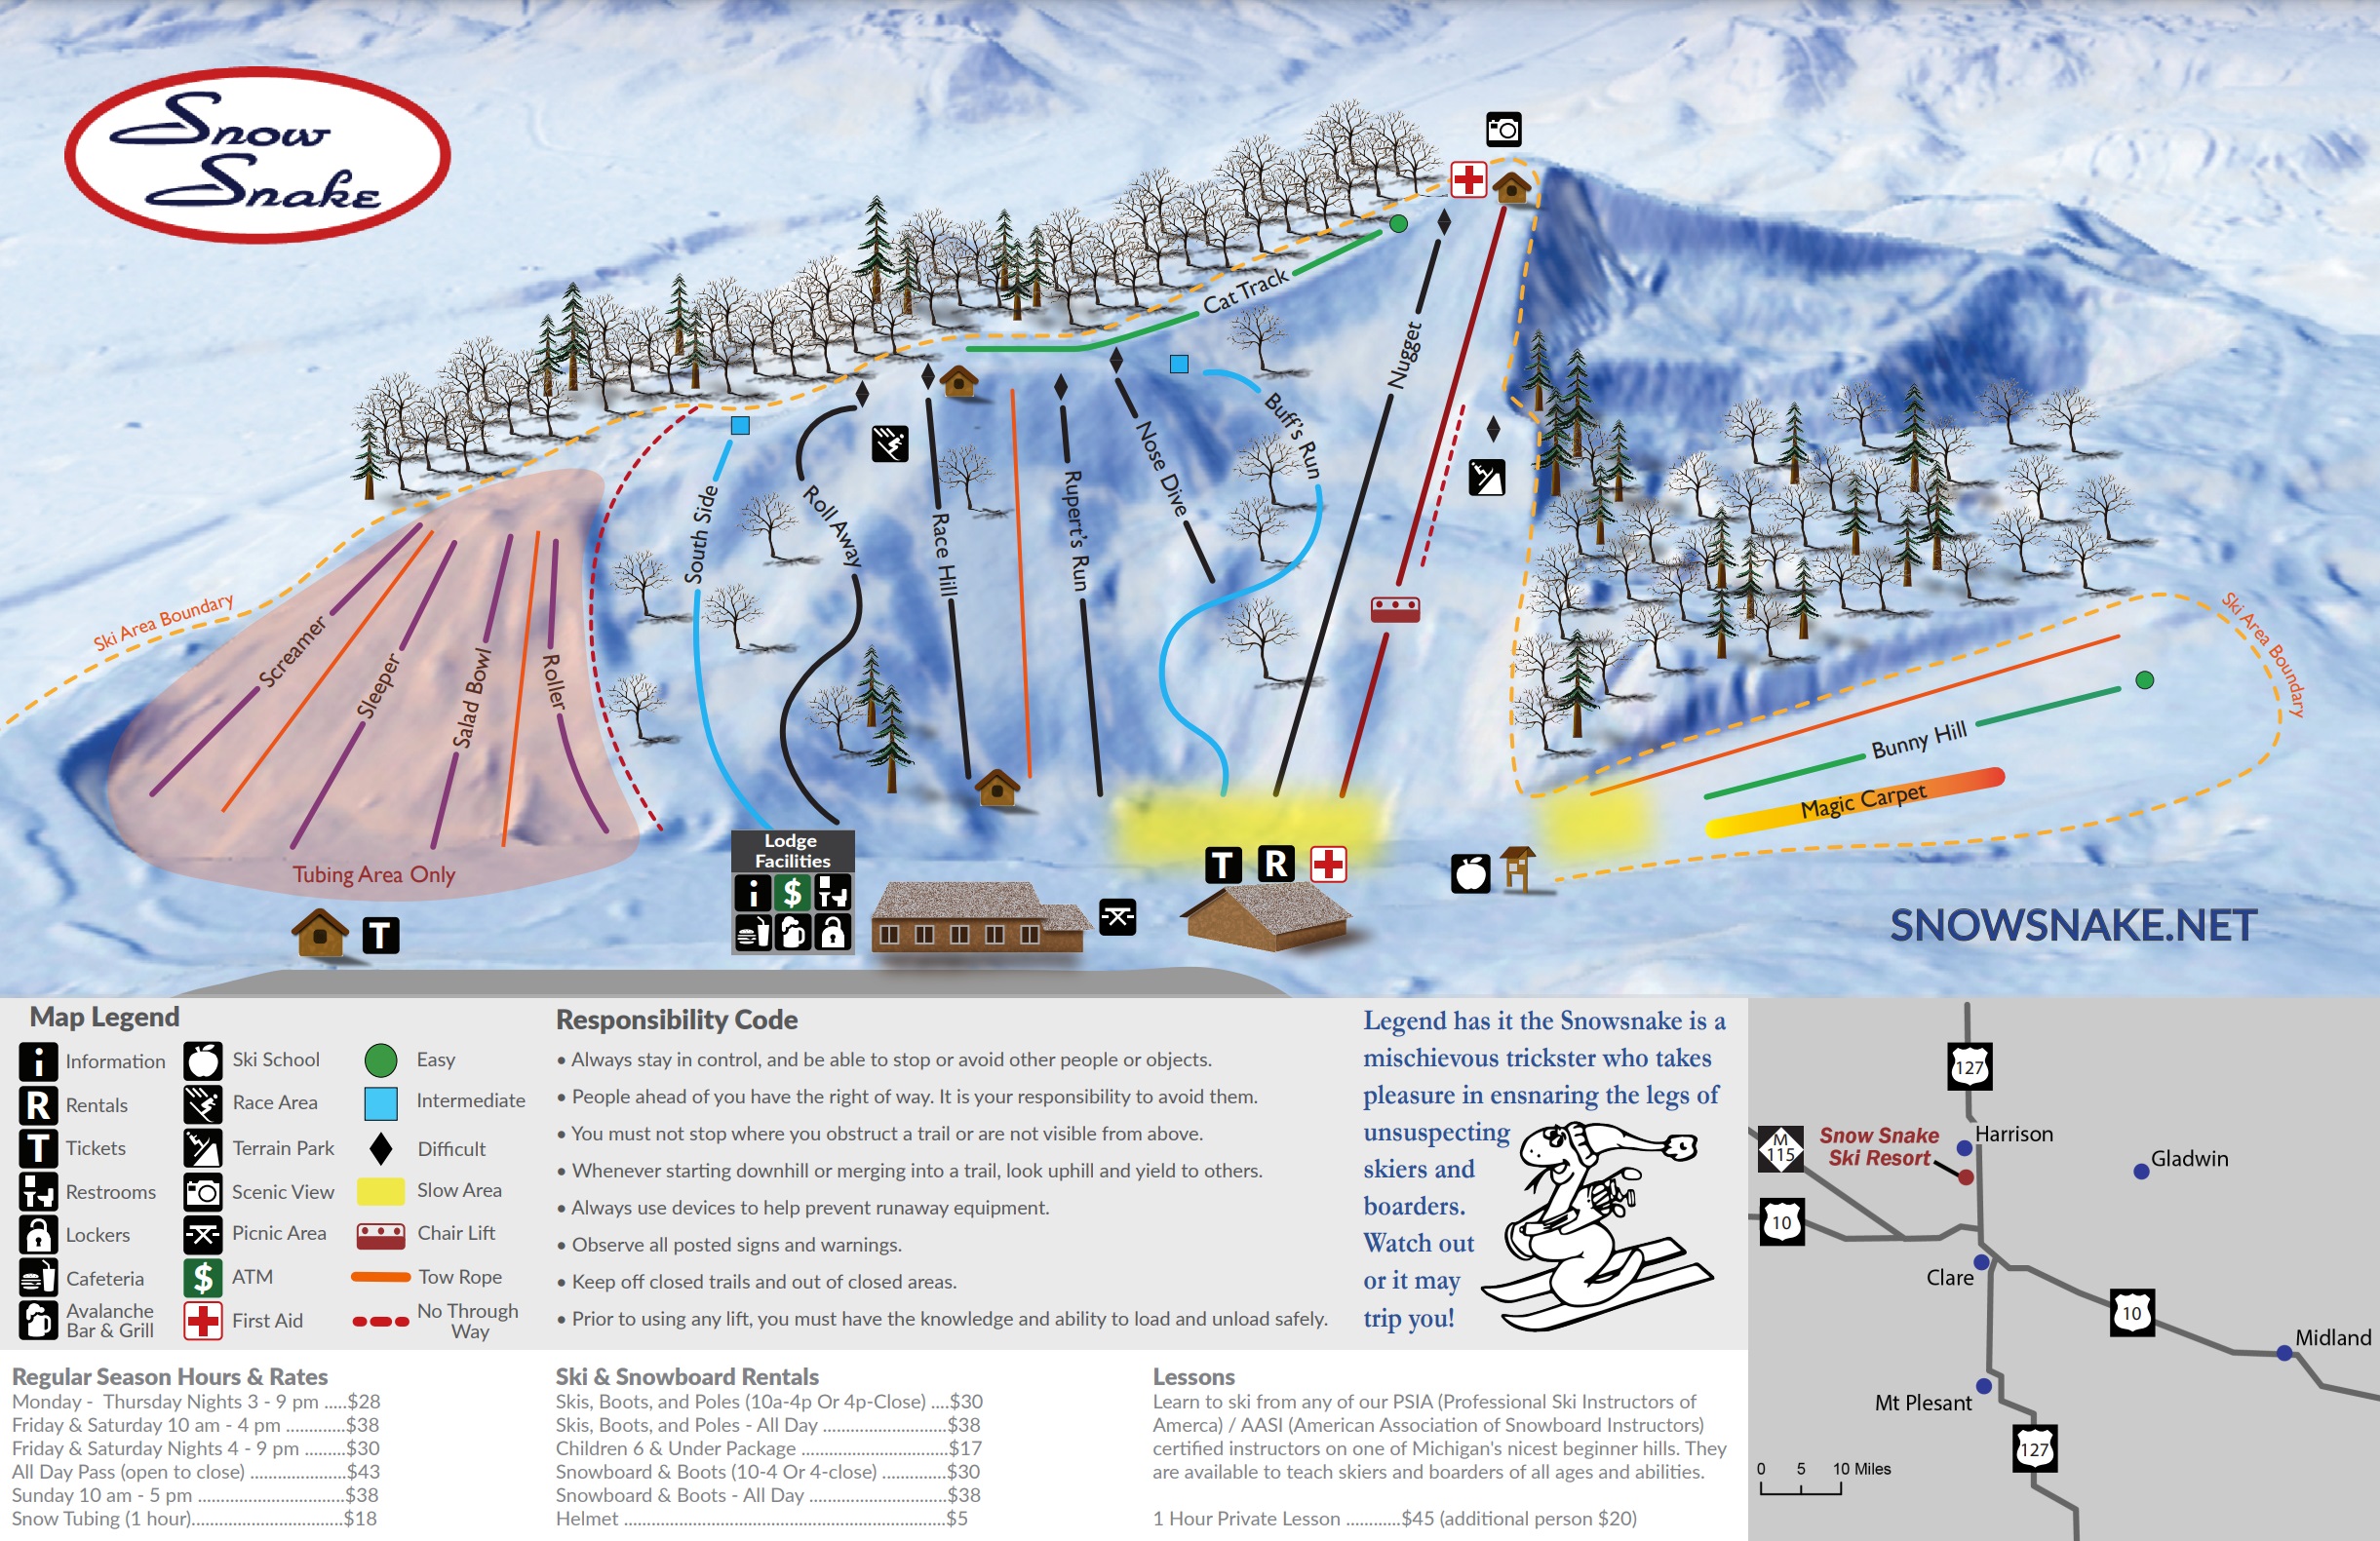 Snow
Snake
Cat Track
Nugget
Buff's Run
Nose Dive
Rupert's Run
Race Hill
Roll Away
South Side
Ski Area Boundary
Screamer
Sleeper
Salad Bowl
Roller
Tubing Area Only
T
Lodge
Facilities
i
$
T
R
Ski Area Boundary
Bunny Hill
Magic Carpet
SNOWSNAKE.NET
Map Legend
i Information
R Rentals
T Tickets
Restrooms
Lockers
Cafeteria
Avalanche
Bar & Grill
Ski School
Race Area
Terrain Park
Scenic View
Picnic Area
$ ATM
First Aid
Easy
Intermediate
Difficult
Slow Area
Chair Lift
Tow Rope
No Through
Way
Responsibility Code
• Always stay in control, and be able to stop or avoid other people or objects.
• People ahead of you have the right of way. It is your responsibility to avoid them.
• You must not stop where you obstruct a trail or are not visible from above.
• Whenever starting downhill or merging into a trail, look uphill and yield to others.
• Always use devices to help prevent runaway equipment.
• Observe all posted signs and warnings.
• Keep off closed trails and out of closed areas.
• Prior to using any lift, you must have the knowledge and ability to load and unload safely.
Legend has it the Snowsnake is a
mischievous trickster who takes
pleasure in ensnaring the legs of
unsuspecting
skiers and
boarders.
Watch out
or it may
trip you!
127
M
115
Snow Snake
Ski Resort
Harrison
Gladwin
10
Clare
10
Midland
Mt Plesant
127
0 5 10 Miles
Regular Season Hours & Rates
Monday - Thursday Nights 3 - 9 pm .....$28
Friday & Saturday 10 am - 4 pm .............$38
Friday & Saturday Nights 4 - 9 pm .........$30
All Day Pass (open to close) ......................$43
Sunday 10 am - 5 pm .................................$38
Snow Tubing (1 hour)..................................$18
Ski & Snowboard Rentals
Skis, Boots, and Poles (10a-4p Or 4p-Close) ....$30
Skis, Boots, and Poles - All Day ............................$38
Children 6 & Under Package .................................$17
Snowboard & Boots (10-4 Or 4-close) ..............$30
Snowboard & Boots - All Day ...............................$38
Helmet .........................................................................$5
Lessons
Learn to ski from any of our PSIA (Professional Ski Instructors of
Amerca) / AASI (American Association of Snowboard Instructors)
certified instructors on one of Michigan's nicest beginner hills. They
are available to teach skiers and boarders of all ages and abilities.
1 Hour Private Lesson ............$45 (additional person $20)